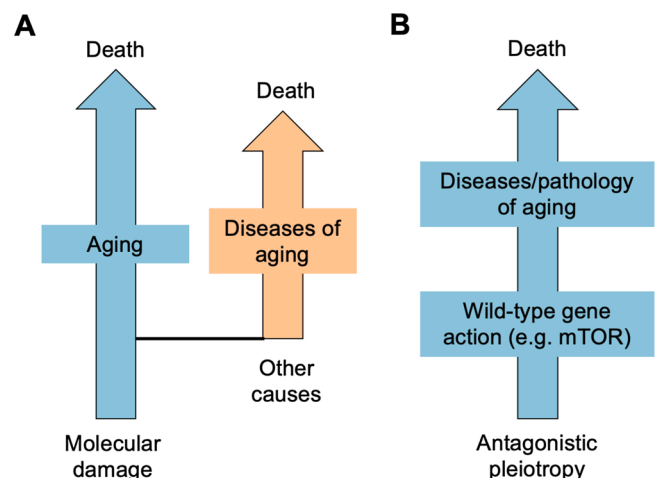 A
Death
Aging
Molecular
damage
Death
Diseases of
aging
Other
causes
B
Death
Diseases/pathology
of aging
Wild-type gene
action (e.g. mTOR)
Antagonistic
pleiotropy